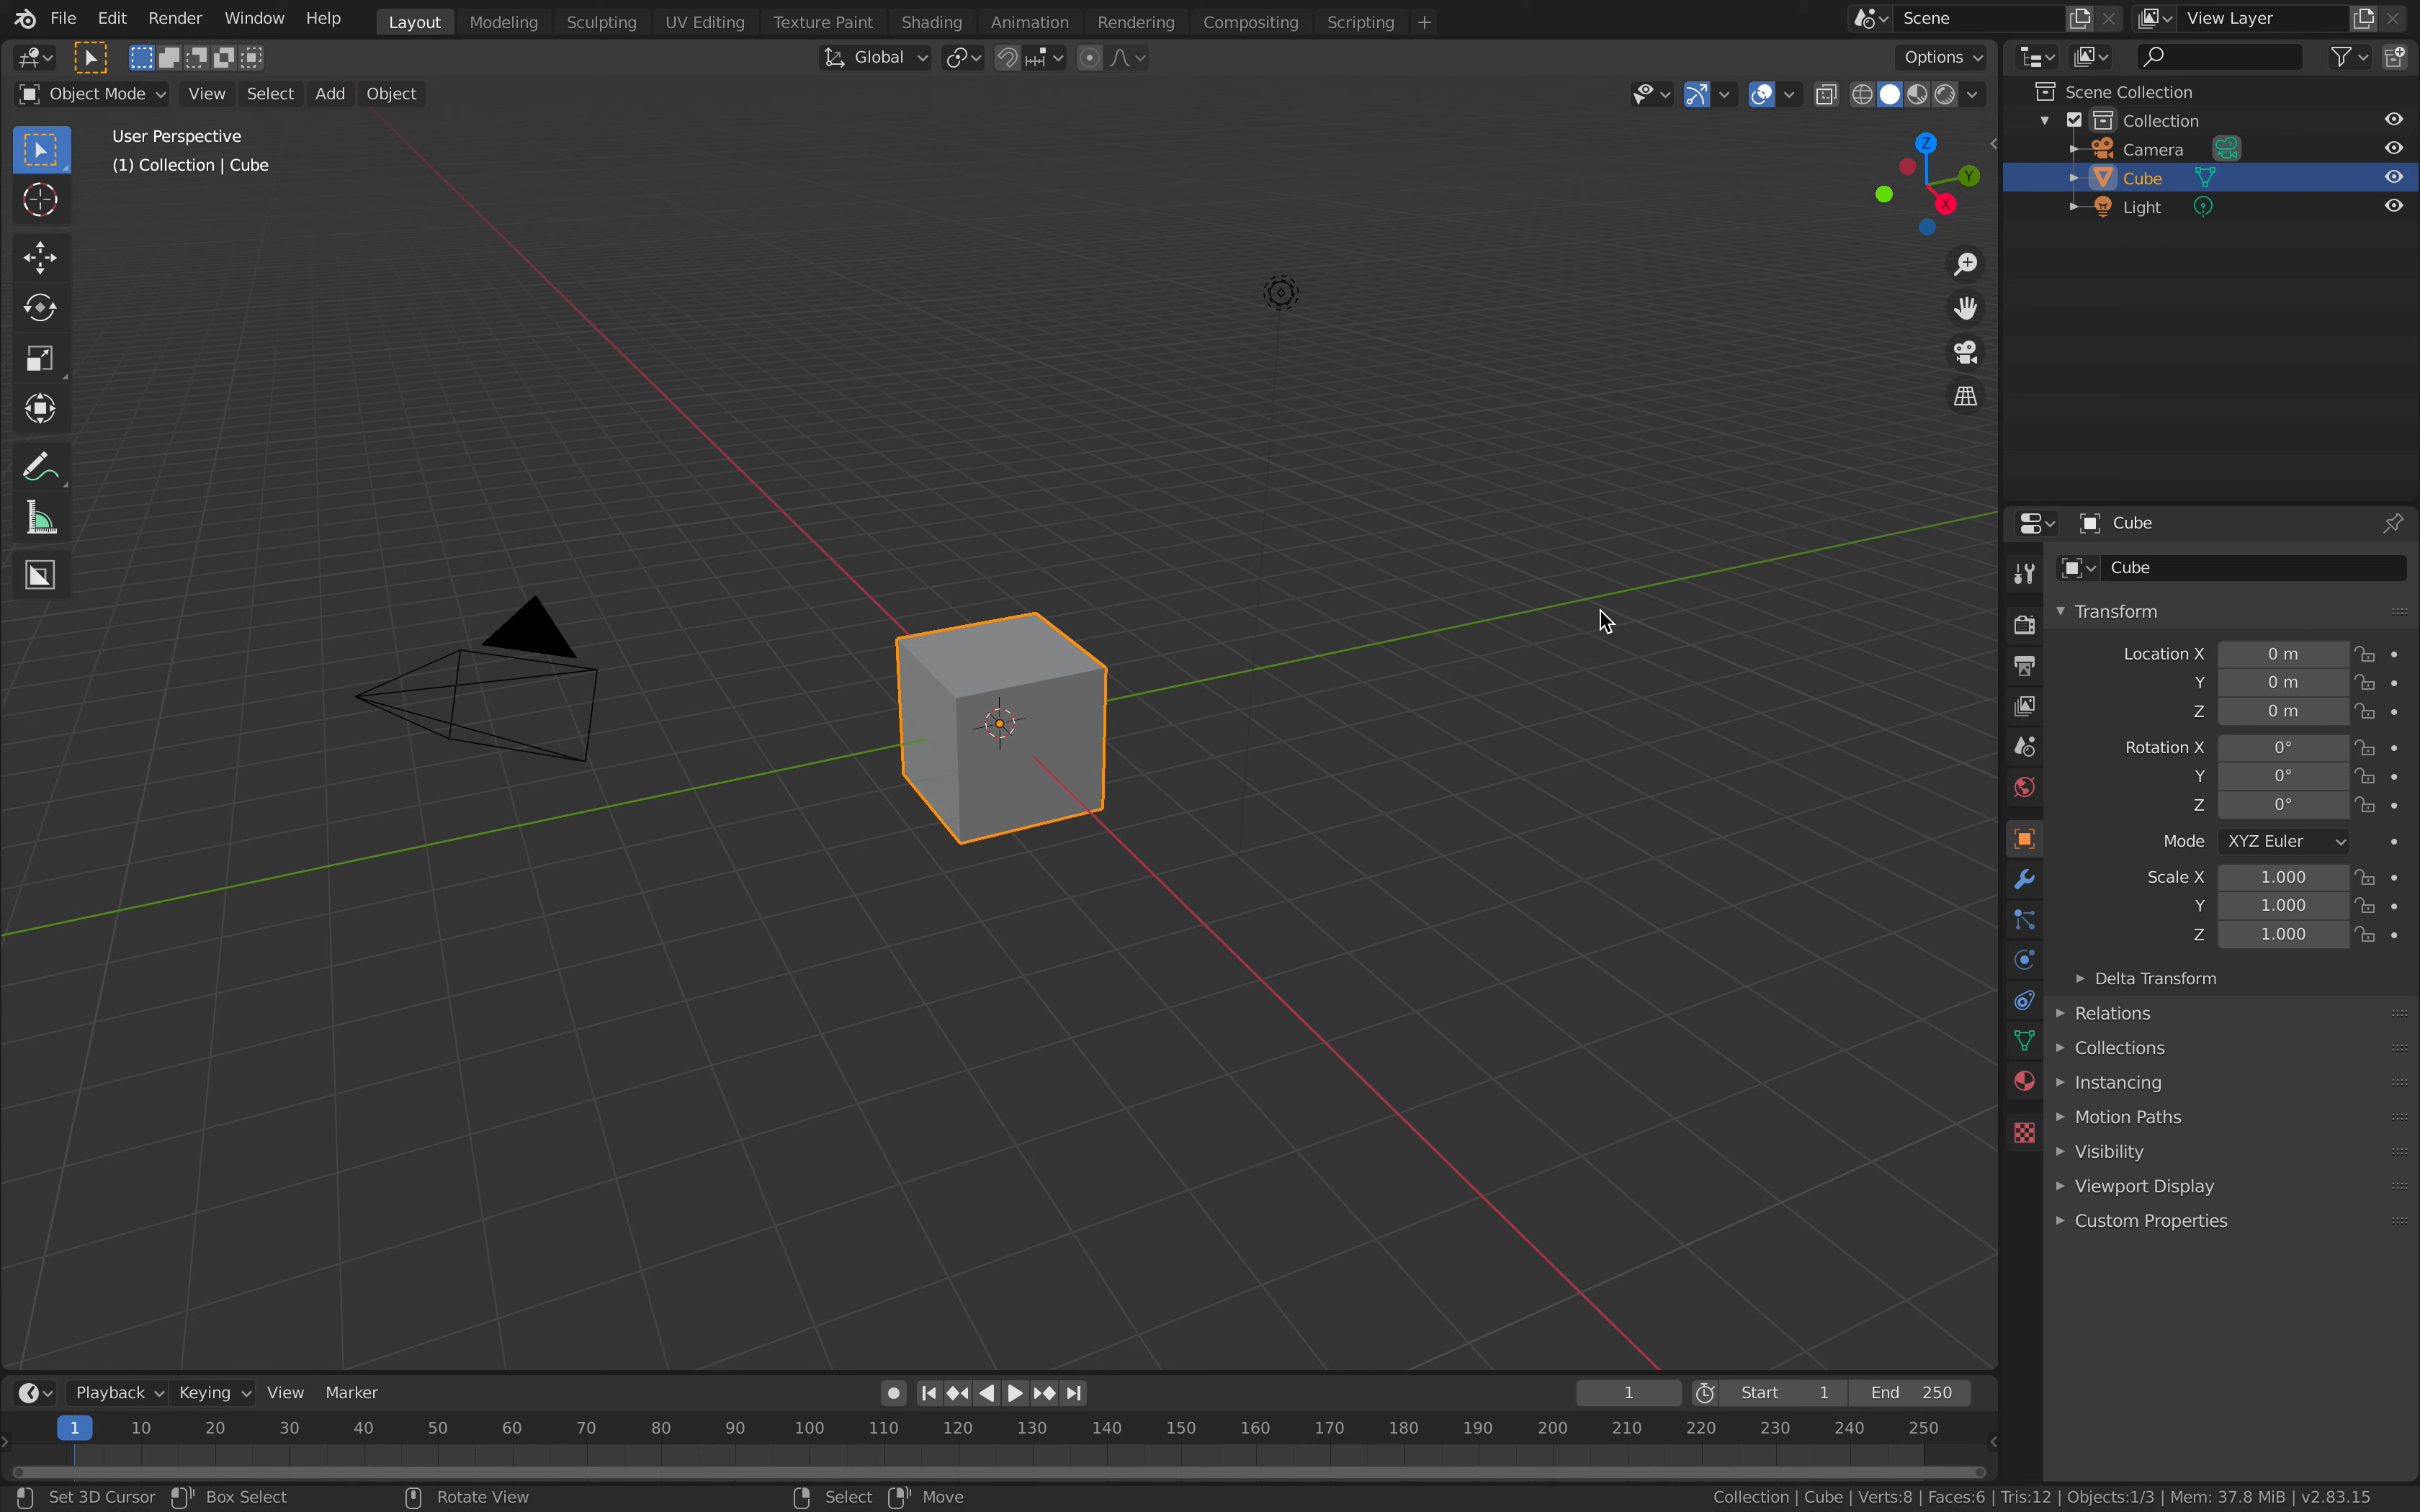 File Edit Render Window Help Layout Modeling Sculpting UV Editing Texture Paint Shading Animation Rendering Compositing Scripting + Scene View Layer
Global Options
Object Mode View Select Add Object
User Perspective
(1) Collection | Cube
Z
Y
X
Scene Collection
Collection
Camera
Cube
Light
Cube
Cube
Transform
Location X 0 m
Y 0 m
Z 0 m
Rotation X 0°
Y 0°
Z 0°
Mode XYZ Euler
Scale X 1.000
Y 1.000
Z 1.000
Delta Transform
Relations
Collections
Instancing
Motion Paths
Visibility
Viewport Display
Custom Properties
Playback Keying View Marker 1 Start 1 End 250
1 10 20 30 40 50 60 70 80 90 100 110 120 130 140 150 160 170 180 190 200 210 220 230 240 250
Set 3D Cursor Box Select Rotate View Select Move Collection | Cube | Verts:8 | Faces:6 | Tris:12 | Objects:1/3 | Mem: 37.8 MiB | v2.83.15